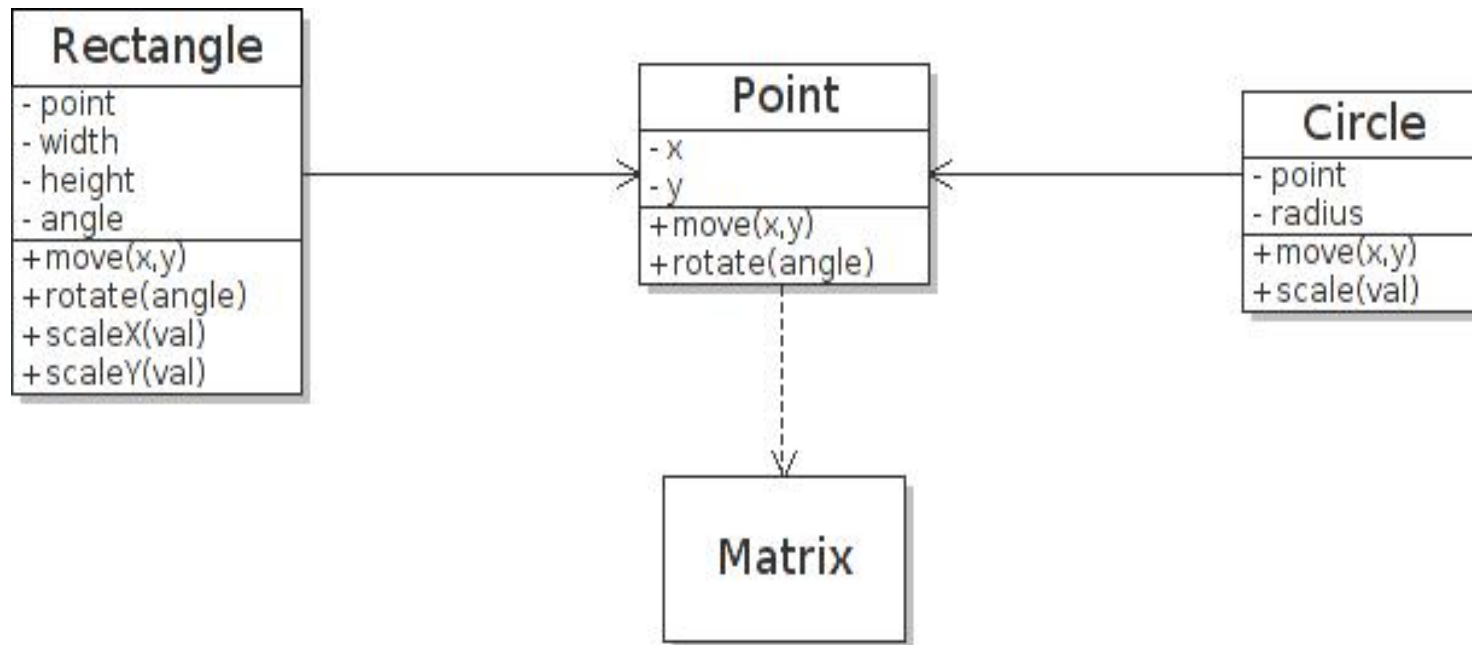 Rectangle
- point
- width
- height
- angle
+move(x,y)
+rotate(angle)
+scaleX(val)
+scaleY(val)
Point
- x
- y
+move(x,y)
+rotate(angle)
Circle
- point
- radius
+move(x,y)
+scale(val)
Matrix